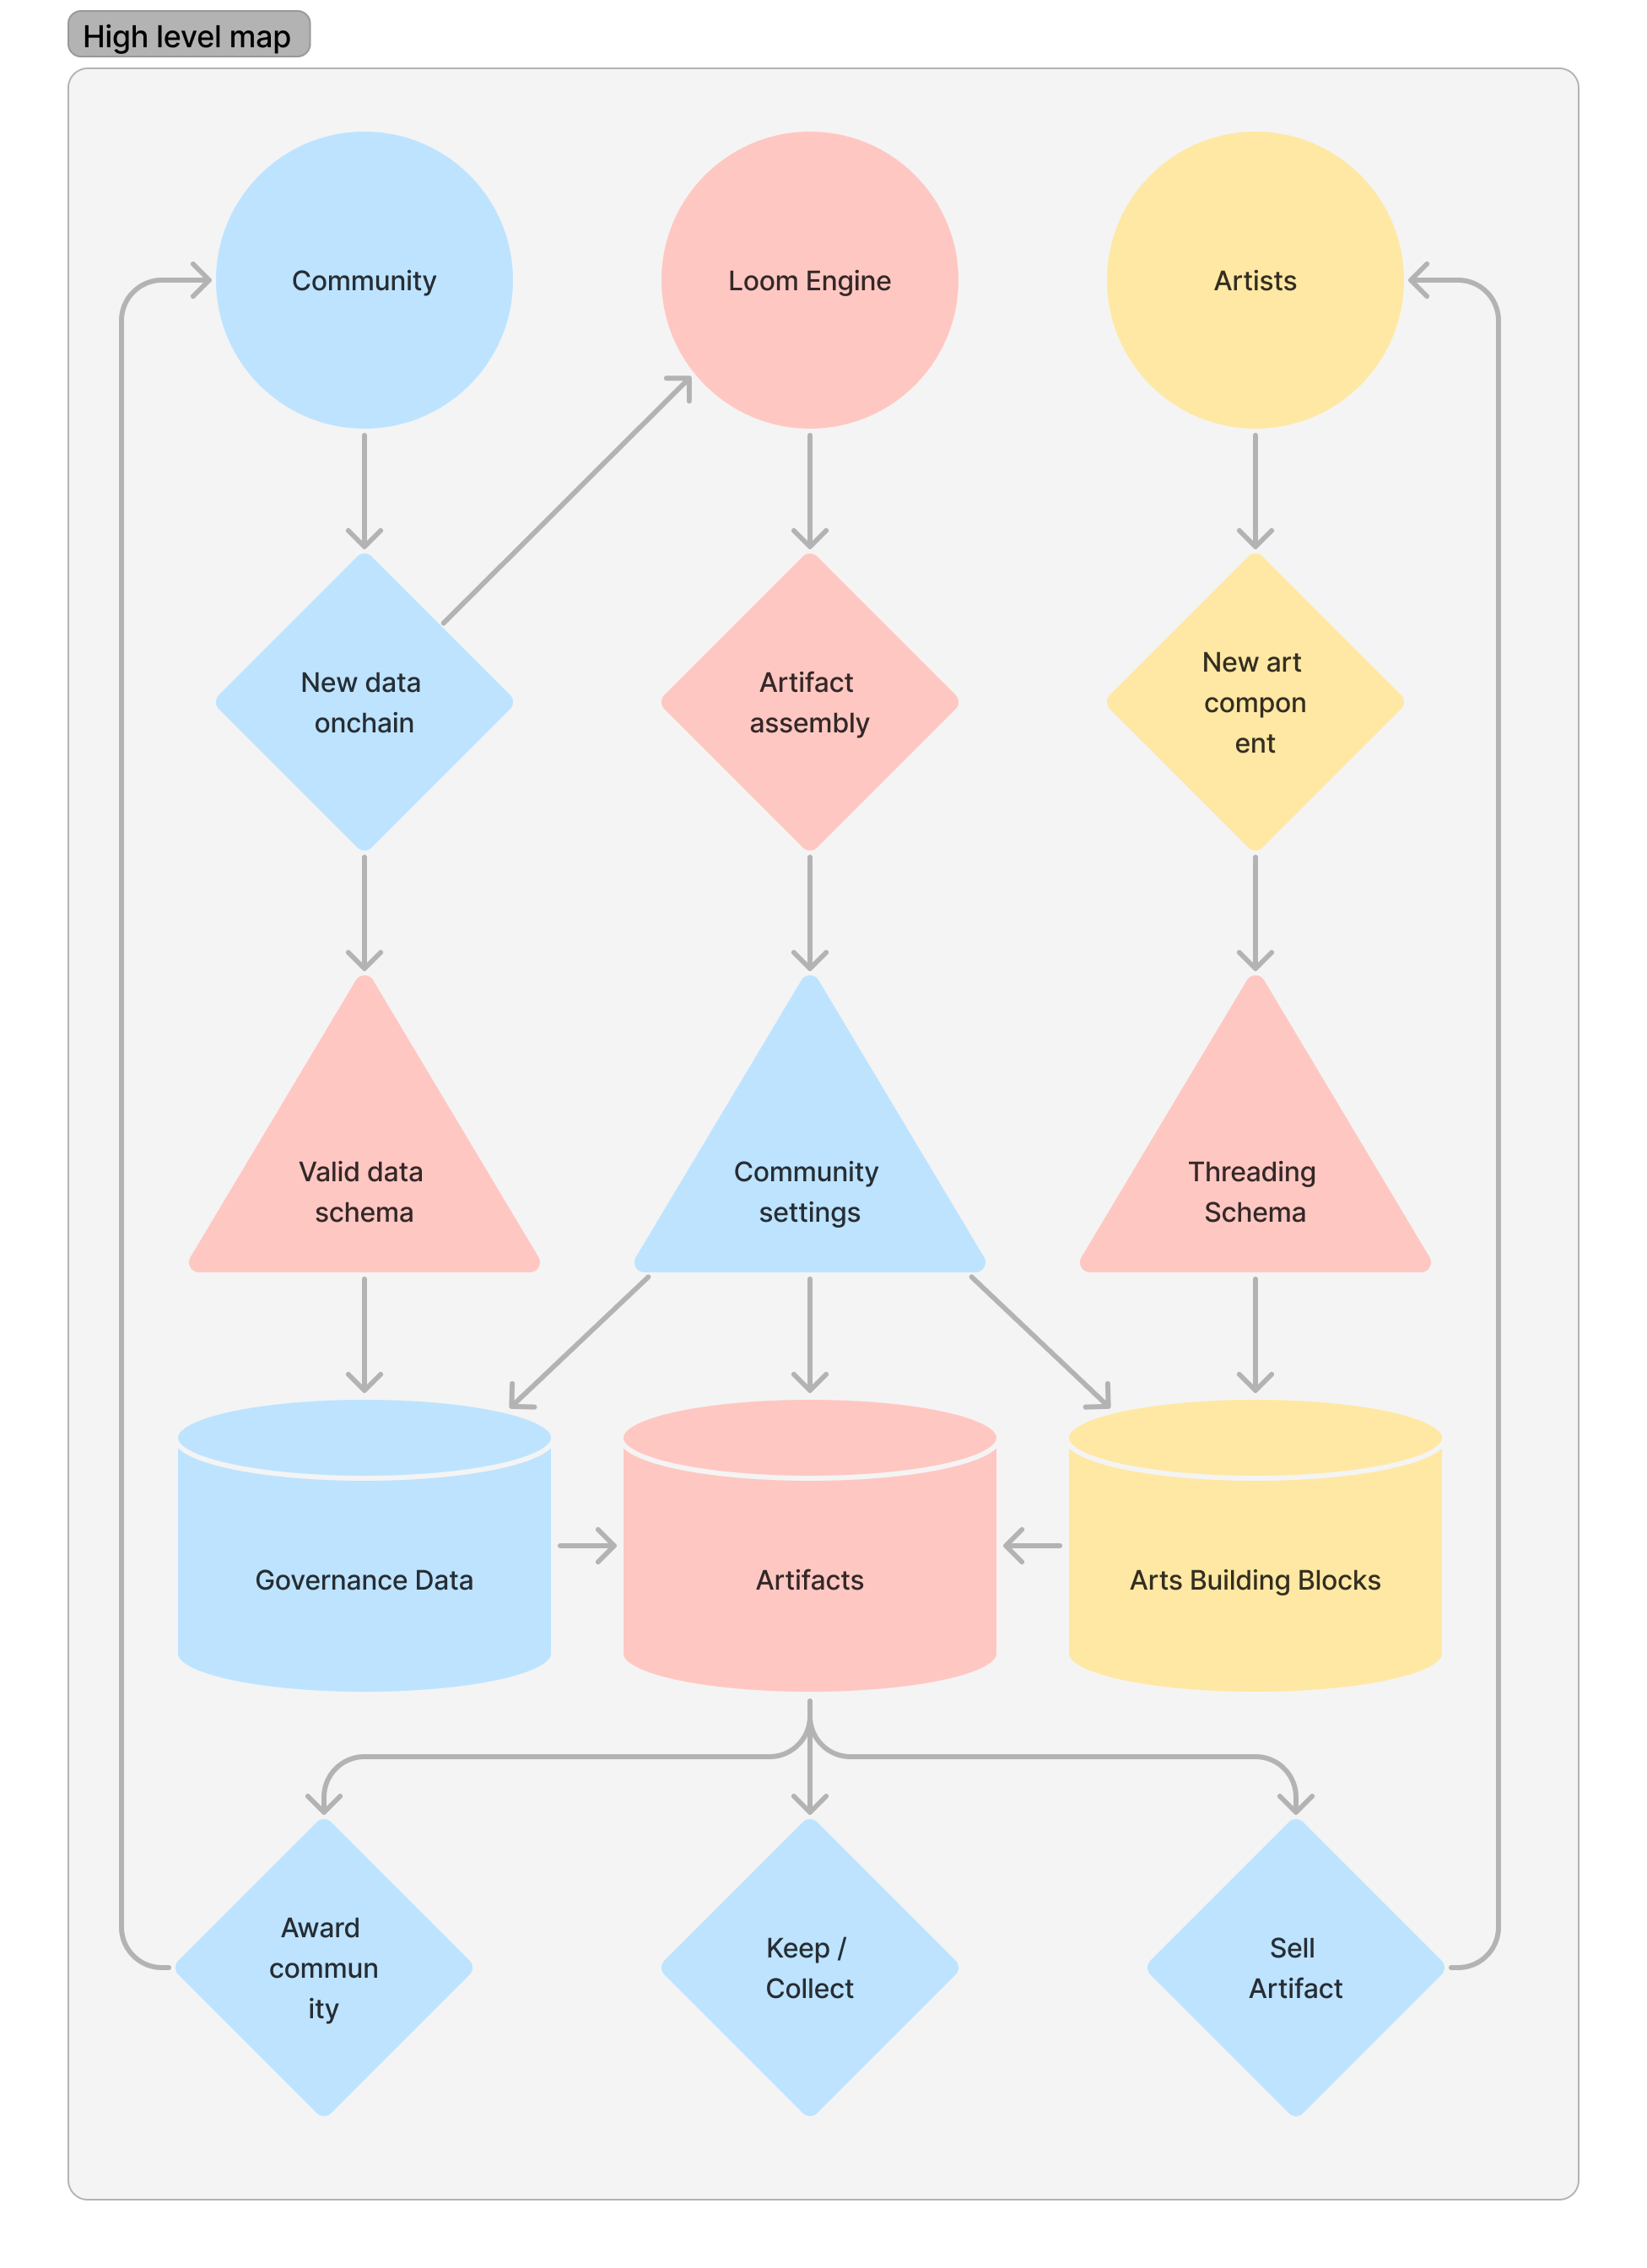 High level map
Community
Loom Engine
Artists
New data
onchain
Artifact
assembly
New art
compon
ent
Valid data
schema
Community
settings
Threading
Schema
Governance Data
Artifacts
Arts Building Blocks
Award
commun
ity
Keep /
Collect
Sell
Artifact